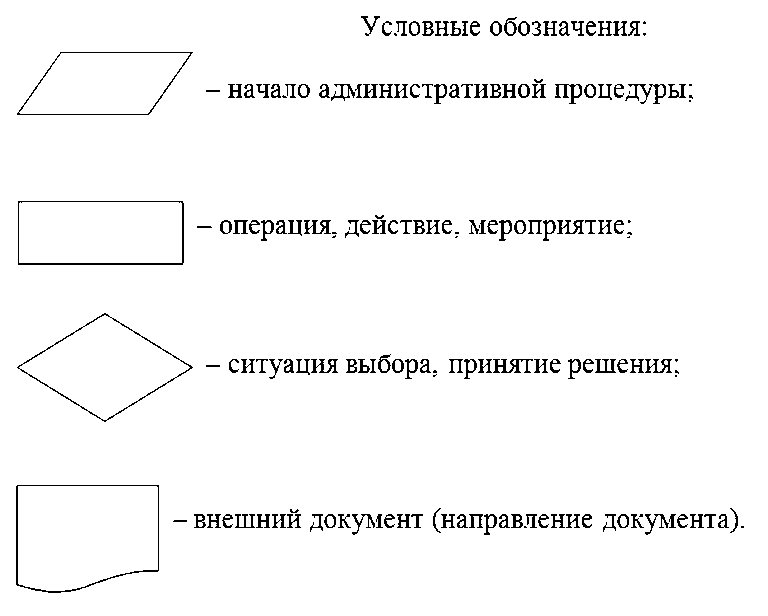 Условные обозначения:
– начало административной процедуры;
– операция, действие, мероприятие;
– ситуация выбора, принятие решения;
– внешний документ (направление документа).